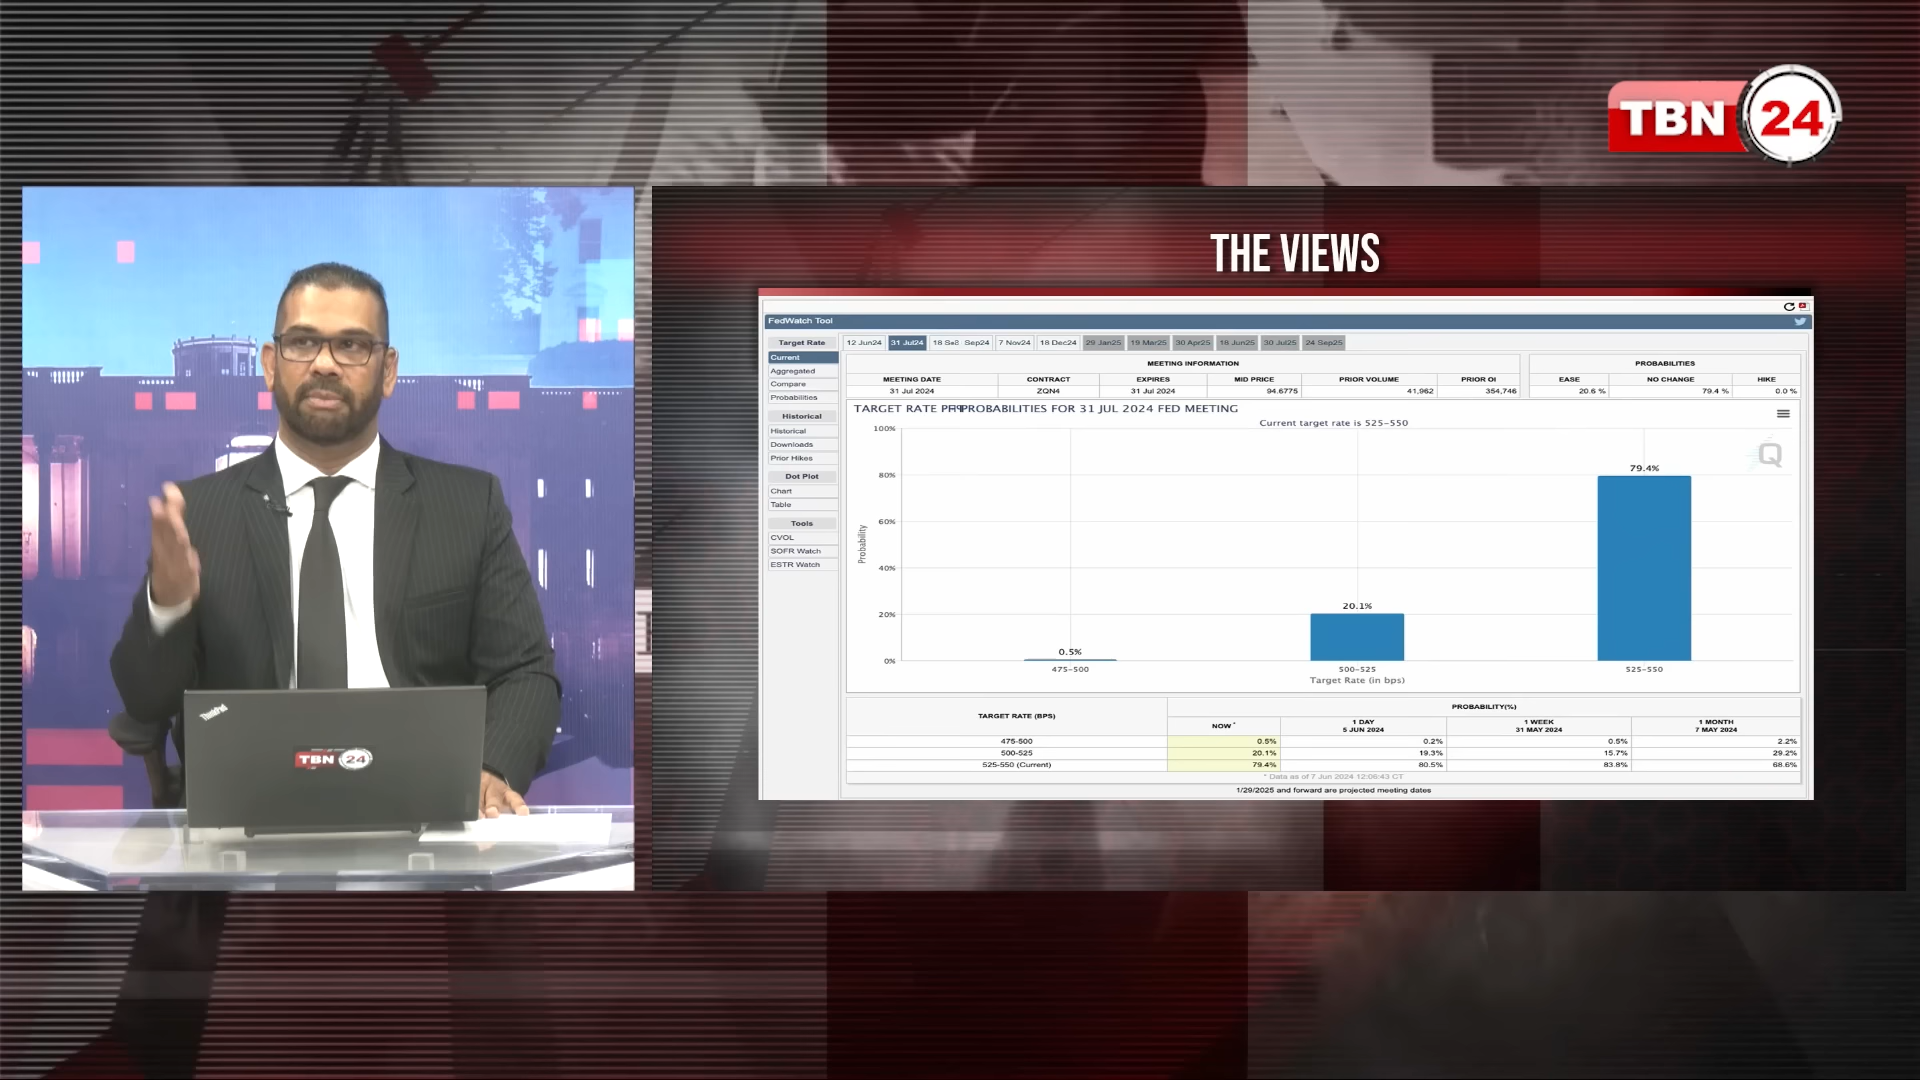 TBN 24
THE VIEWS
FedWatch Tool
Target Rate
Current
Aggregated
Compare
Probabilities
Historical
Historical
Downloads
Prior Hikes
Dot Plot
Chart
Table
Tools
CVOL
SOFR Watch
ESTR Watch
12 Jun24 31 Jul24 18 Sep24 7 Nov24 18 Dec24 29 Jan25 19 Mar25 30 Apr25 18 Jun25 30 Jul25 24 Sep25
MEETING INFORMATION
MEETING DATE CONTRACT EXPIRES MID PRICE PRIOR VOLUME PRIOR OI
31 Jul 2024 ZQN4 31 Jul 2024 94.6775 41,962 354,746
PROBABILITIES
EASE NO CHANGE HIKE
20.6 % 79.4 % 0.0 %
TARGET RATE PROBABILITIES FOR 31 JUL 2024 FED MEETING
Current target rate is 525-550
Probability
100%
80%
60%
40%
20%
0%
0.5%
20.1%
79.4%
475-500 500-525 525-550
Target Rate (in bps)
Q
TARGET RATE (BPS) PROBABILITY(%)
NOW * 1 DAY 5 JUN 2024 1 WEEK 31 MAY 2024 1 MONTH 7 MAY 2024
475-500 0.5% 0.2% 0.5% 2.2%
500-525 20.1% 19.3% 15.7% 29.2%
525-550 (Current) 79.4% 80.5% 83.8% 68.6%
* Data as of 7 Jun 2024 12:06:43 CT
1/29/2025 and forward are projected meeting dates
ThinkPad
TBN 24